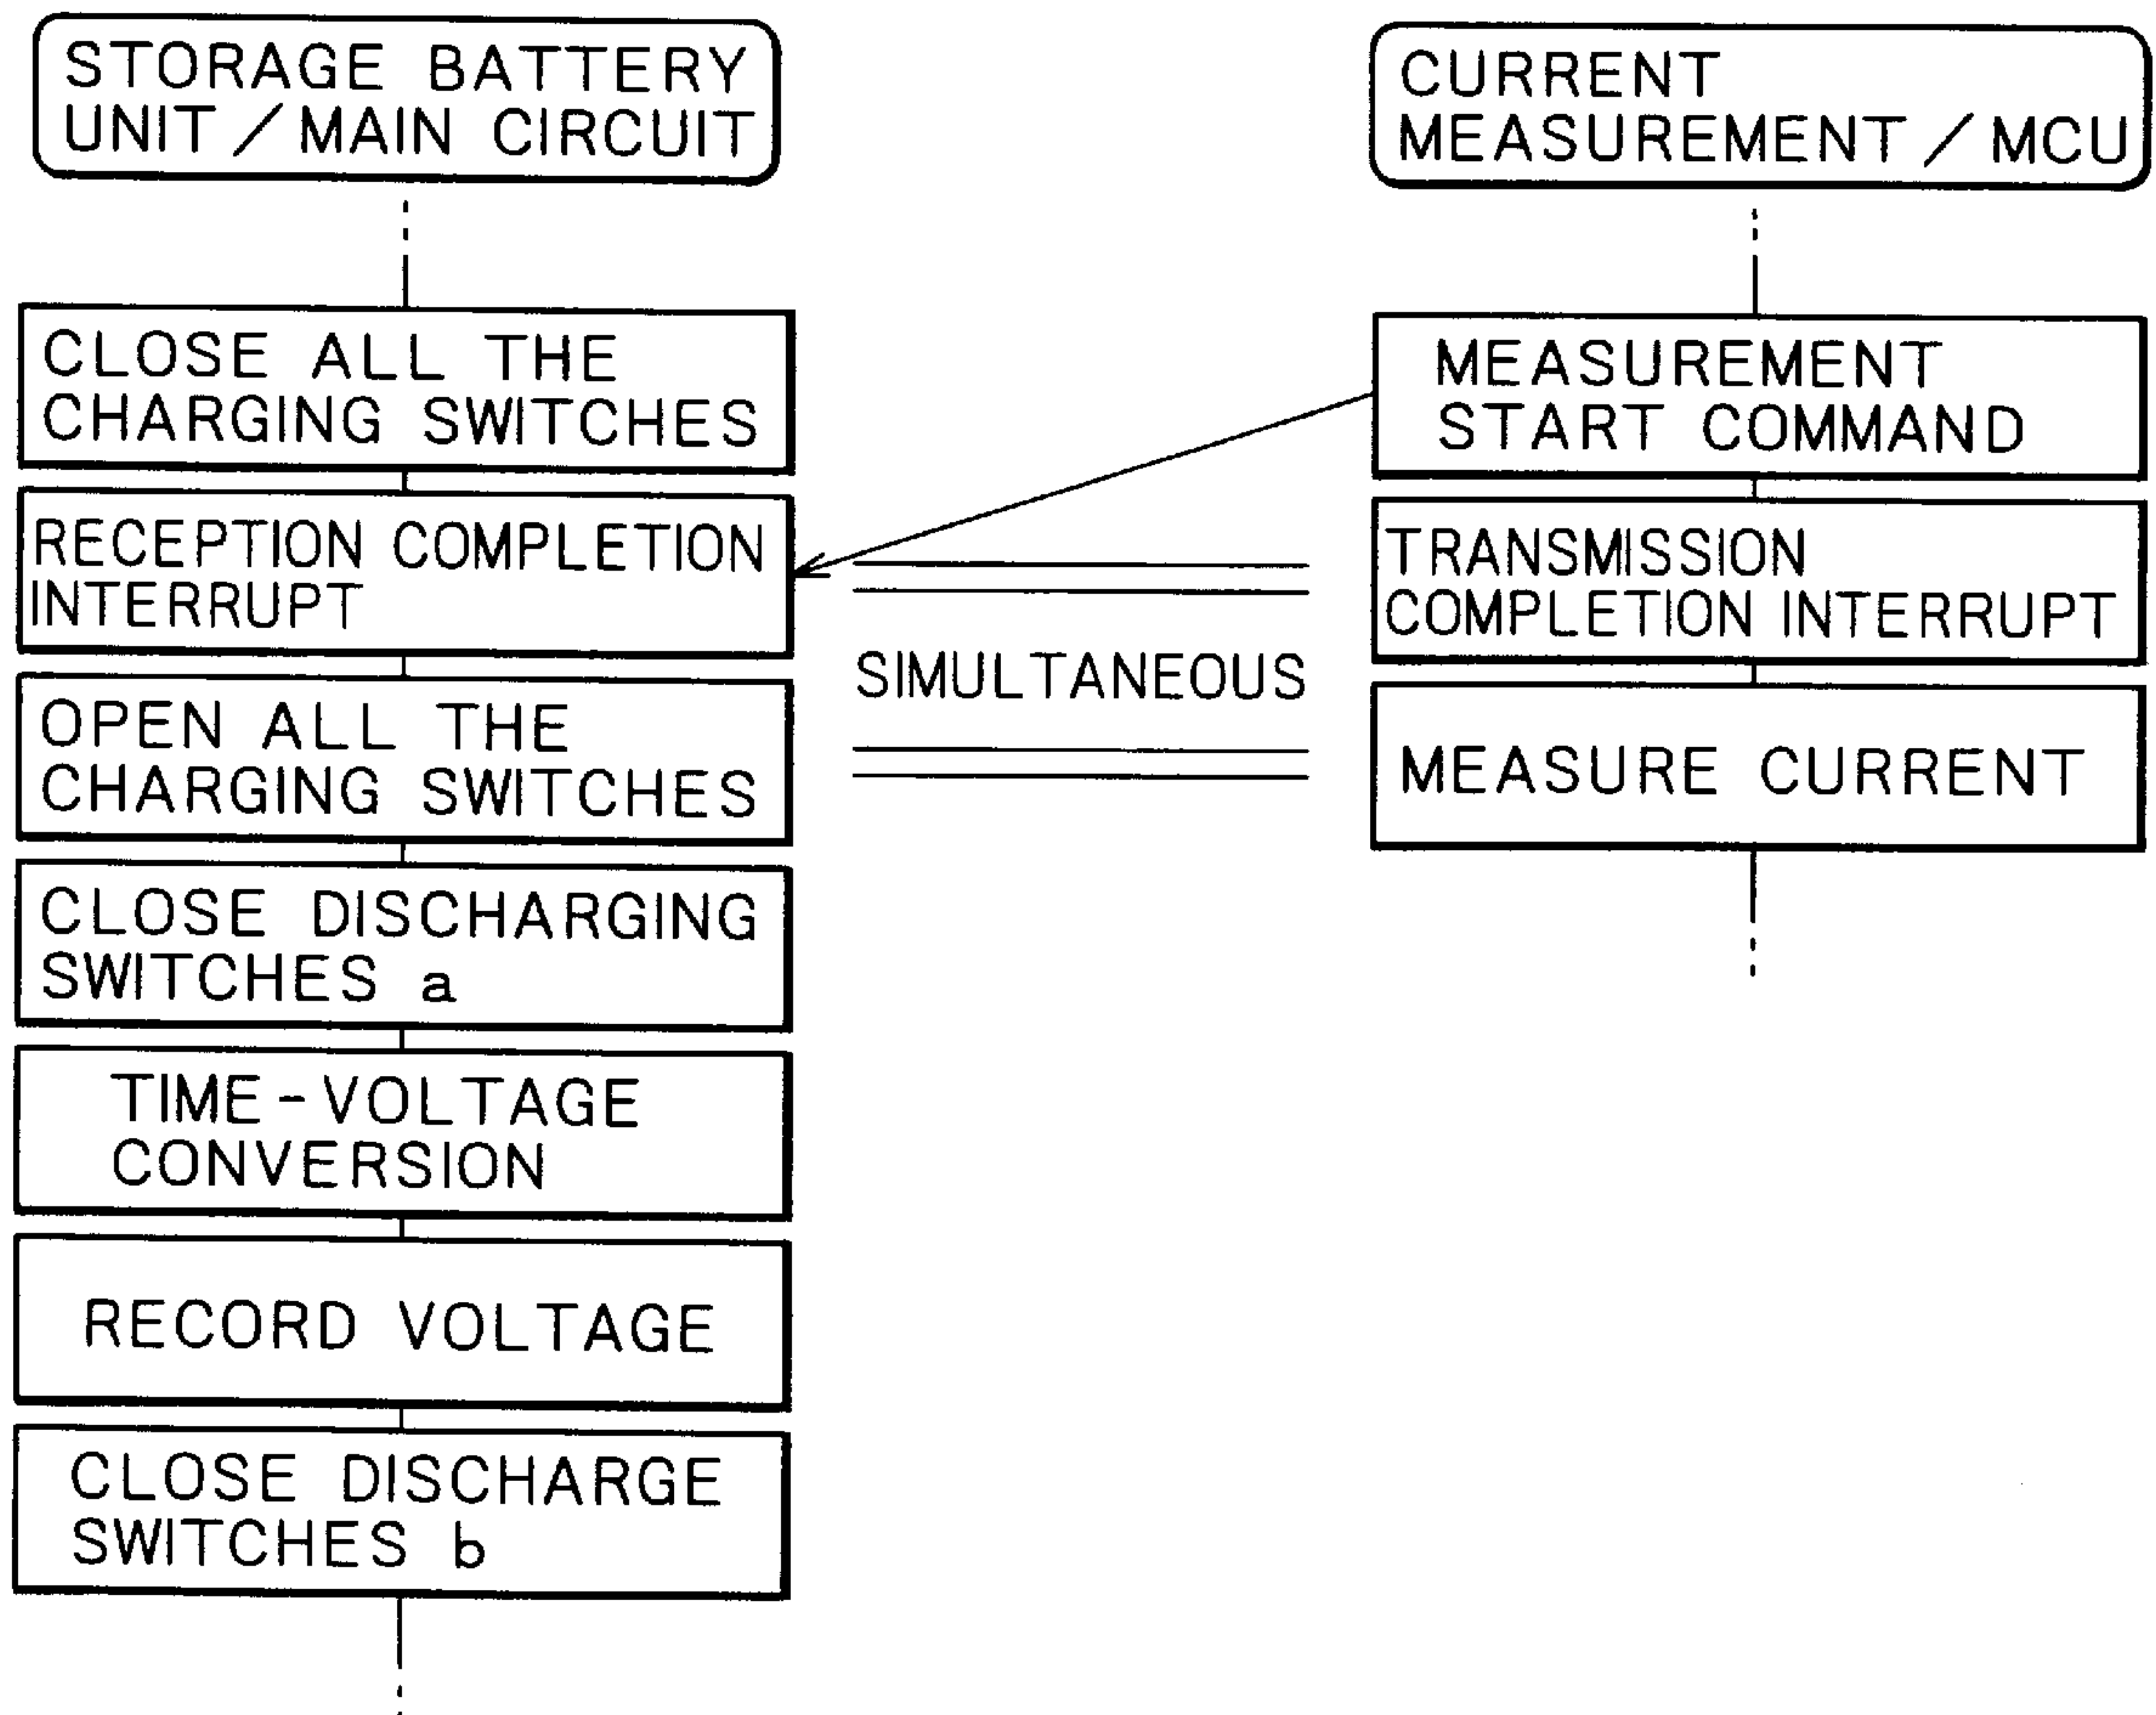 STORAGE BATTERY
UNIT / MAIN CIRCUIT
CLOSE ALL THE
CHARGING SWITCHES
RECEPTION COMPLETION
INTERRUPT
OPEN ALL THE
CHARGING SWITCHES
CLOSE DISCHARGING
SWITCHES a
TIME-VOLTAGE
CONVERSION
RECORD VOLTAGE
CLOSE DISCHARGE
SWITCHES b
SIMULTANEOUS
CURRENT
MEASUREMENT / MCU
MEASUREMENT
START COMMAND
TRANSMISSION
COMPLETION INTERRUPT
MEASURE CURRENT